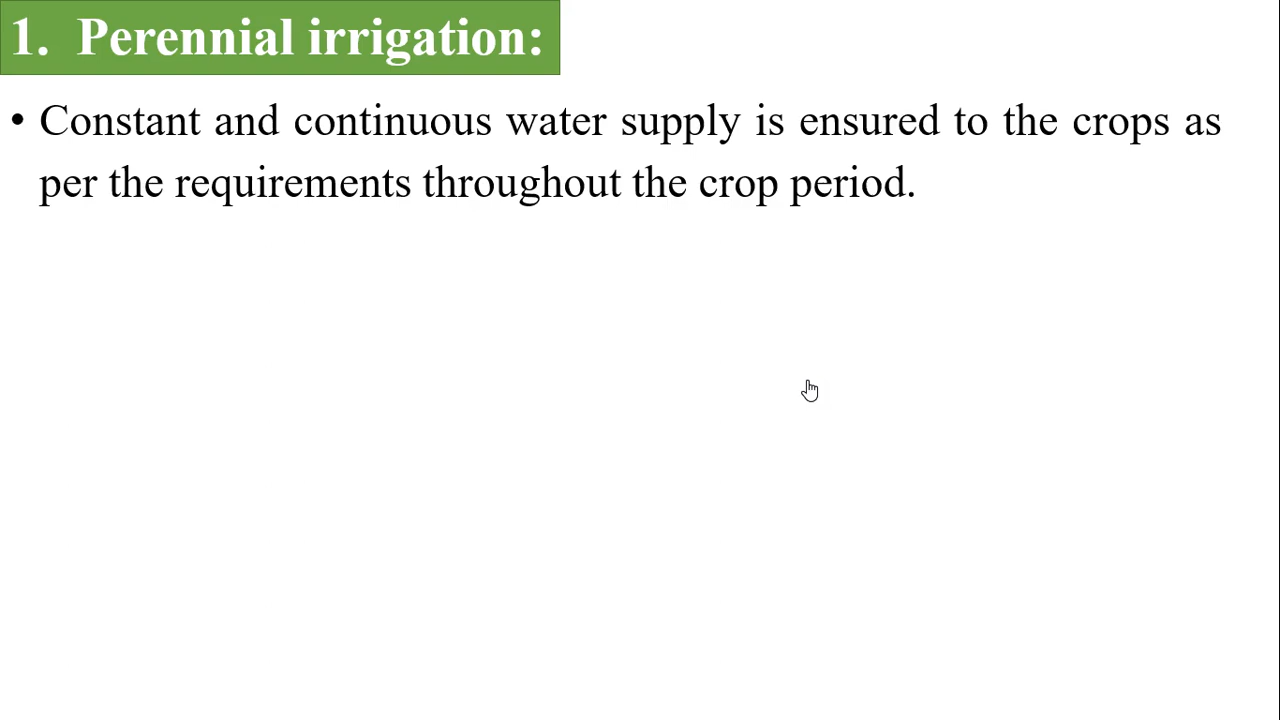 1. Perennial irrigation:
• Constant and continuous water supply is ensured to the crops as
per the requirements throughout the crop period.